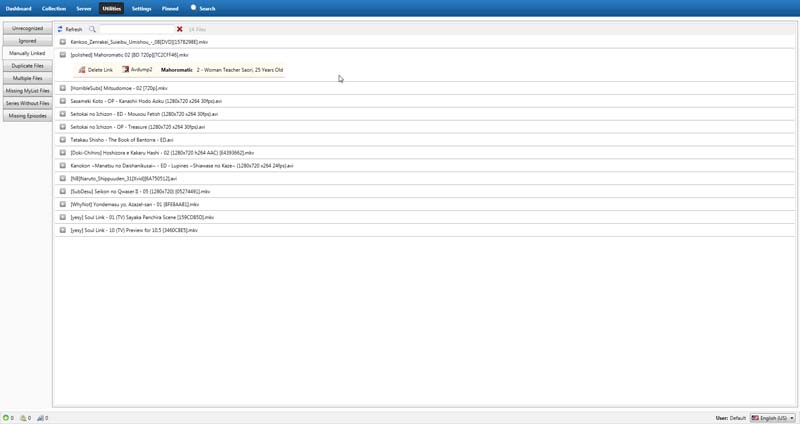 Dashboard Collection Server Utilities Settings Pinned Search
Unrecognized
Ignored
Manually Linked
Duplicate Files
Multiple Files
Missing MyList Files
Series Without Files
Missing Episodes
Refresh 14 Files
Kenkoo_Zenrakei_Suieibu_Umishou_-_08[DVD][1578298E].mkv
[polished] Mahoromatic 02 [BD 720p][7C2CFF46].mkv
Delete Link Avdump2 Mahoromatic 2 - Woman Teacher Saori, 25 Years Old
[HorribleSubs] Mitsudomoe - 02 [720p].mkv
Sasameki Koto - OP - Kanashii Hodo Aoku (1280x720 x264 30fps).avi
Seitokai no Ichizon - ED - Mousou Fetish (1280x720 x264 30fps).avi
Seitokai no Ichizon - OP - Treasure (1280x720 x264 30fps).avi
Tatakau Shisho - The Book of Bantorra - ED.avi
[Doki-Chihiro] Hoshizora e Kakaru Hashi - 02 (1280x720 h264 AAC) [64393662].mkv
Kanokon ~Manatsu no Daishanikusai~ - ED - Lupines ~Shiawase no Kaze~ (1280x720 x264 24fps).avi
[NE]Naruto_Shippuuden_31[Xvid][6A750512].avi
[SubDesu] Seikon no Qwaser II - 05 (1280x720) [05274491].mkv
[WhyNot] Yondemasu yo, Azazel-san - 01 [8FE8AA81].mkv
[yesy] Soul Link - 01 (TV) Sayaka Panchira Scene [159CD85D].mkv
[yesy] Soul Link - 10 (TV) Preview for 10.5 [3460C8E5].mkv
0 0 0 User: Default English (US)